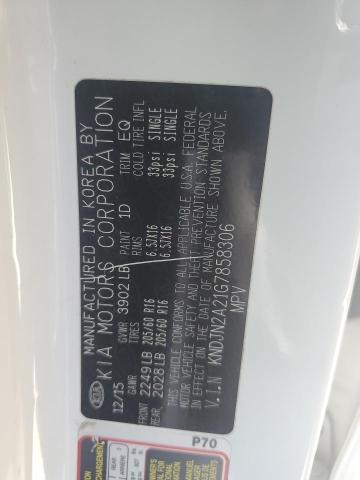 MANUFACTURED IN KOREA BY
KIA MOTORS CORPORATION
12/15 GVWR 3902 LB PAINT 1D TRIM EQ
GAWR TIRES RIMS COLD TIRE INFL
FRONT 2249 LB 205/60 R16 6.5JX16 33psi SINGLE
REAR 2028 LB 205/60 R16 6.5JX16 33psi SINGLE
THIS VEHICLE CONFORMS TO ALL APPLICABLE U.S.A. FEDERAL
MOTOR VEHICLE SAFETY AND THEFT PREVENTION STANDARDS
IN EFFECT ON THE DATE OF MANUFACTURE SHOWN ABOVE.
V.I.N KNDJN2A21G7858306
MPV
KIA
P70